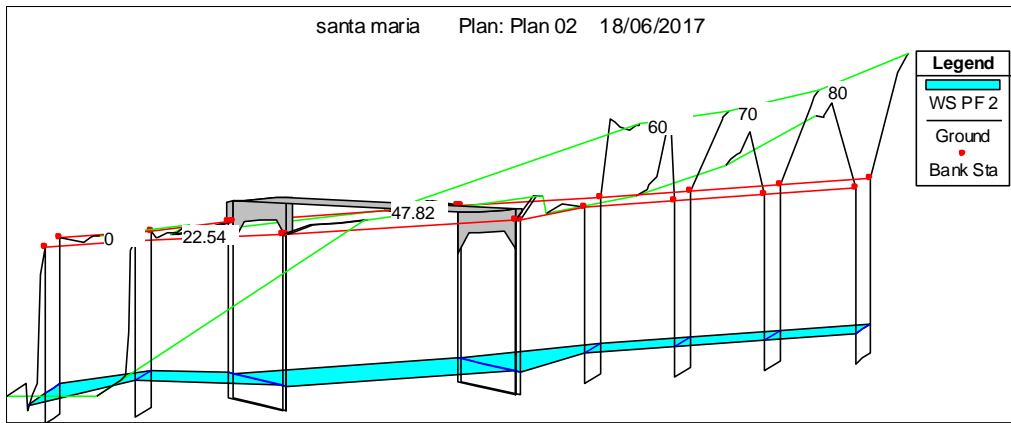 santa maria Plan: Plan 02 18/06/2017
Legend
WS PF 2
Ground
Bank Sta
80
70
60
47.82
22.54
0